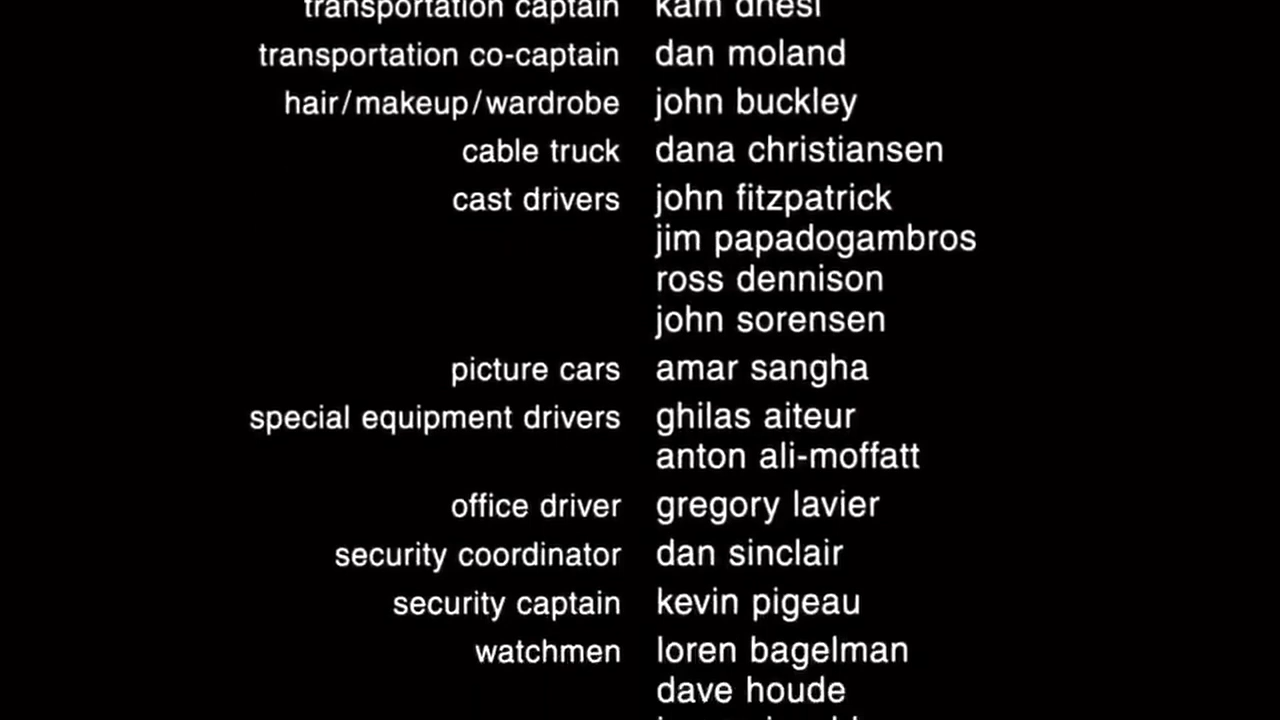 transportation captain kam dhesi
transportation co-captain dan moland
hair/makeup/wardrobe john buckley
cable truck dana christiansen
cast drivers john fitzpatrick
jim papadogambros
ross dennison
john sorensen
picture cars amar sangha
special equipment drivers ghilas aiteur
anton ali-moffatt
office driver gregory lavier
security coordinator dan sinclair
security captain kevin pigeau
watchmen loren bagelman
dave houde